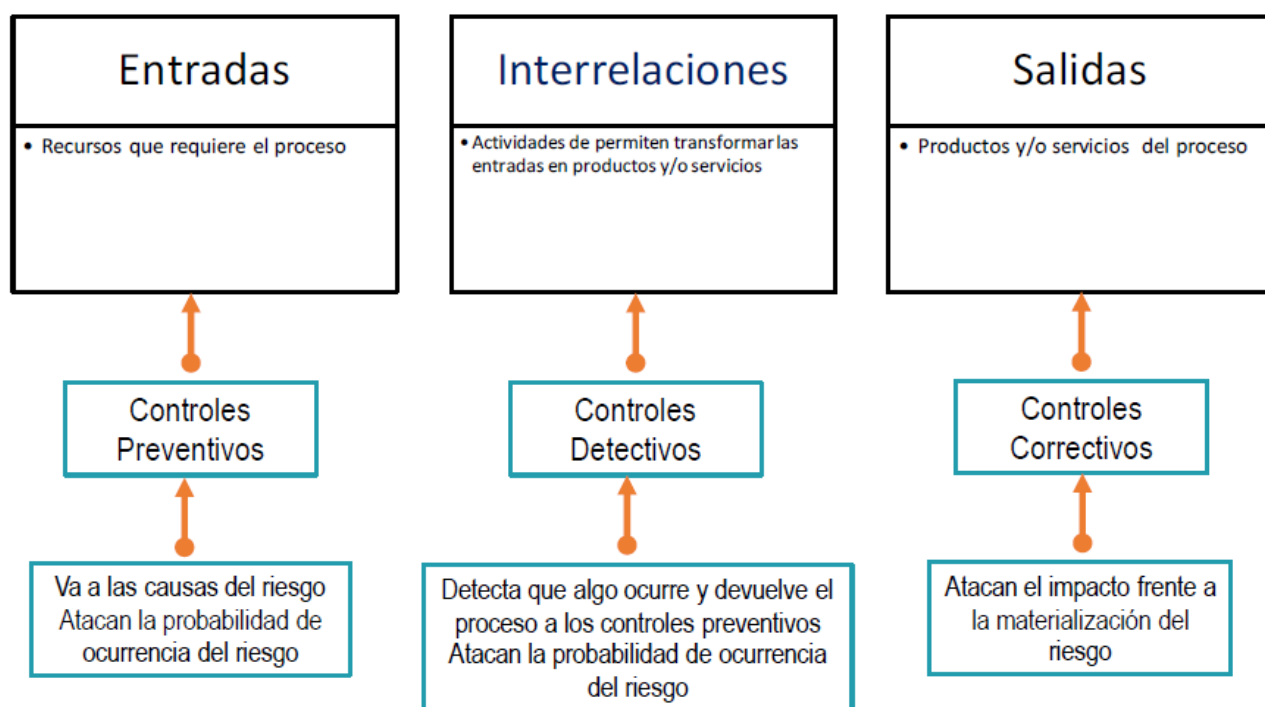 Entradas
• Recursos que requiere el proceso
Interrelaciones
• Actividades de permiten transformar las
entradas en productos y/o servicios
Salidas
• Productos y/o servicios del proceso
Controles
Preventivos
Controles
Detectivos
Controles
Correctivos
Va a las causas del riesgo
Atacan la probabilidad de
ocurrencia del riesgo
Detecta que algo ocurre y devuelve el
proceso a los controles preventivos
Atacan la probabilidad de ocurrencia
del riesgo
Atacan el impacto frente a
la materialización del
riesgo